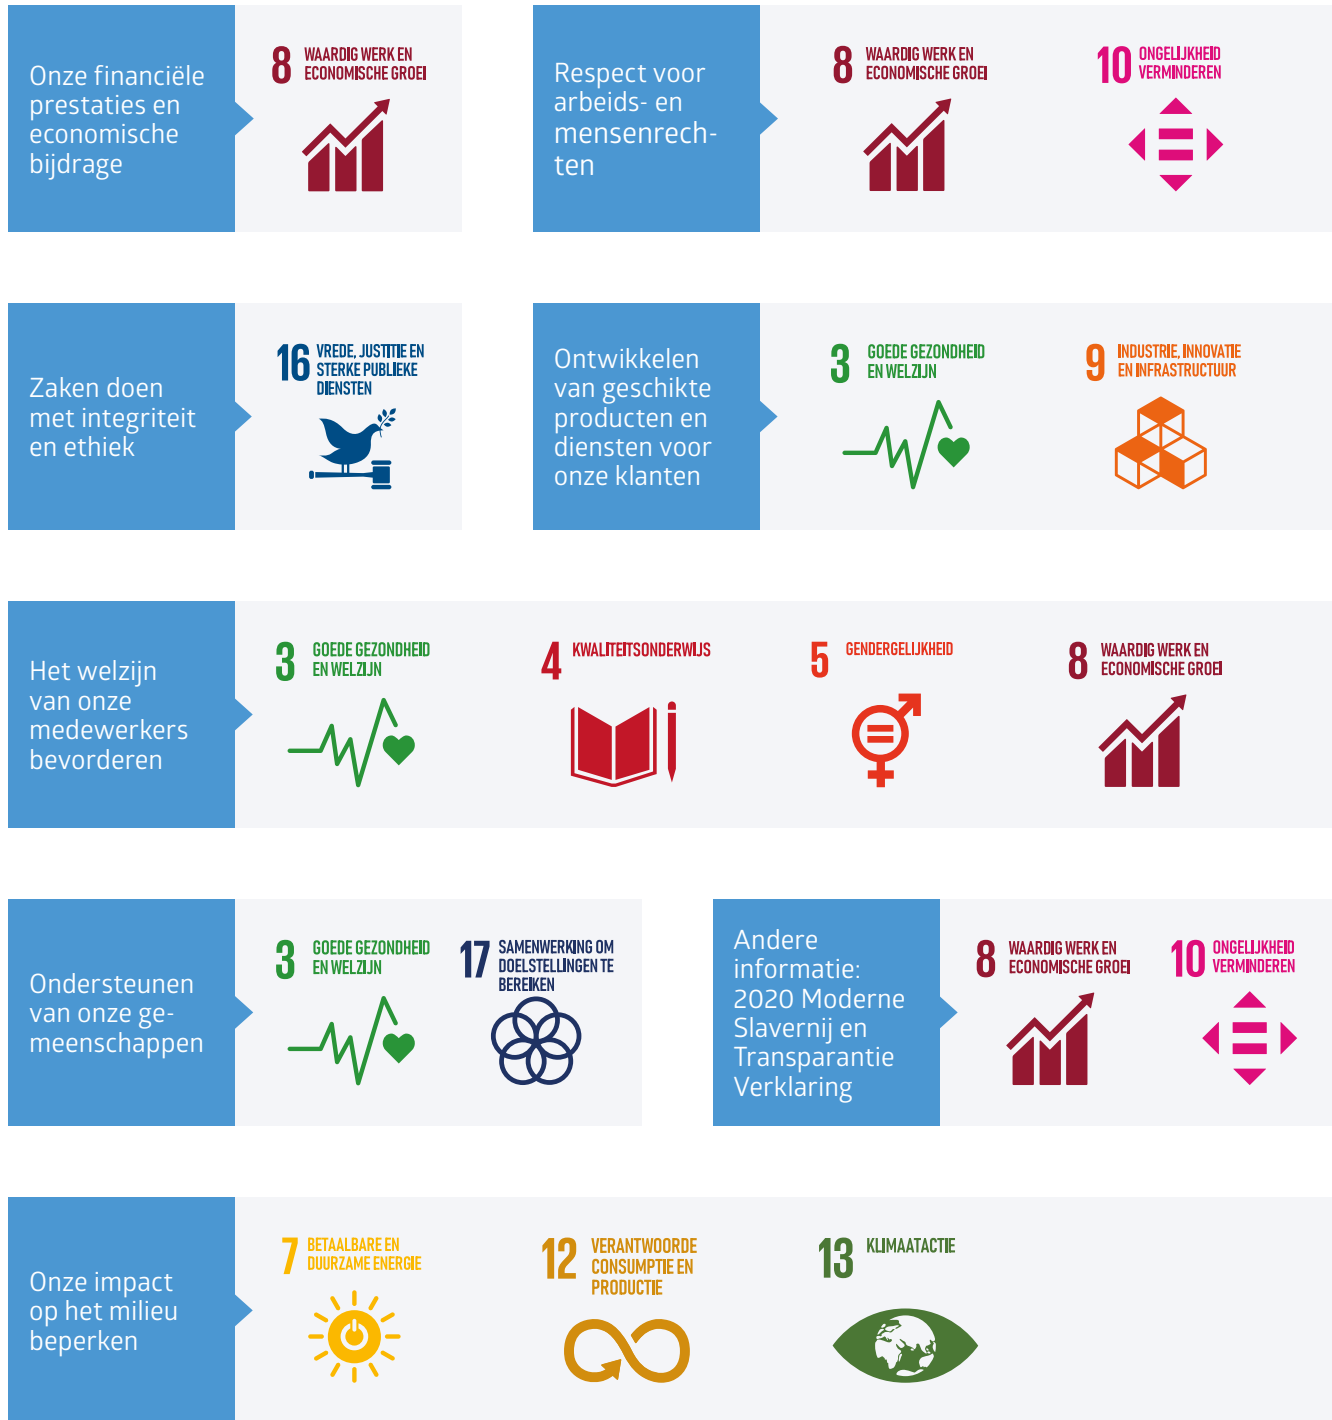 Onze financiële
prestaties en
economische
bijdrage
8 WAARDIG WERK EN
ECONOMISCHE GROEI
Respect voor
arbeids- en
mensenrech-
ten
8 WAARDIG WERK EN
ECONOMISCHE GROEI
10 ONGELIJKHEID
VERMINDEREN
Zaken doen
met integriteit
en ethiek
16 VREDE, JUSTITIE EN
STERKE PUBLIEKE
DIENSTEN
Ontwikkelen
van geschikte
producten en
diensten voor
onze klanten
3 GOEDE GEZONDHEID
EN WELZIJN
9 INDUSTRIE, INNOVATIE
EN INFRASTRUCTUUR
Het welzijn
van onze
medewerkers
bevorderen
3 GOEDE GEZONDHEID
EN WELZIJN
4 KWALITEITSONDERWIJS
5 GENDERGELIJKHEID
8 WAARDIG WERK EN
ECONOMISCHE GROEI
Ondersteunen
van onze ge-
meenschappen
3 GOEDE GEZONDHEID
EN WELZIJN
17 SAMENWERKING OM
DOELSTELLINGEN TE
BEREIKEN
Andere
informatie:
2020 Moderne
Slavernij en
Transparantie
Verklaring
8 WAARDIG WERK EN
ECONOMISCHE GROEI
10 ONGELIJKHEID
VERMINDEREN
Onze impact
op het milieu
beperken
7 BETAALBARE EN
DUURZAME ENERGIE
12 VERANTWOORDE
CONSUMPTIE EN
PRODUCTIE
13 KLIMAATACTIE